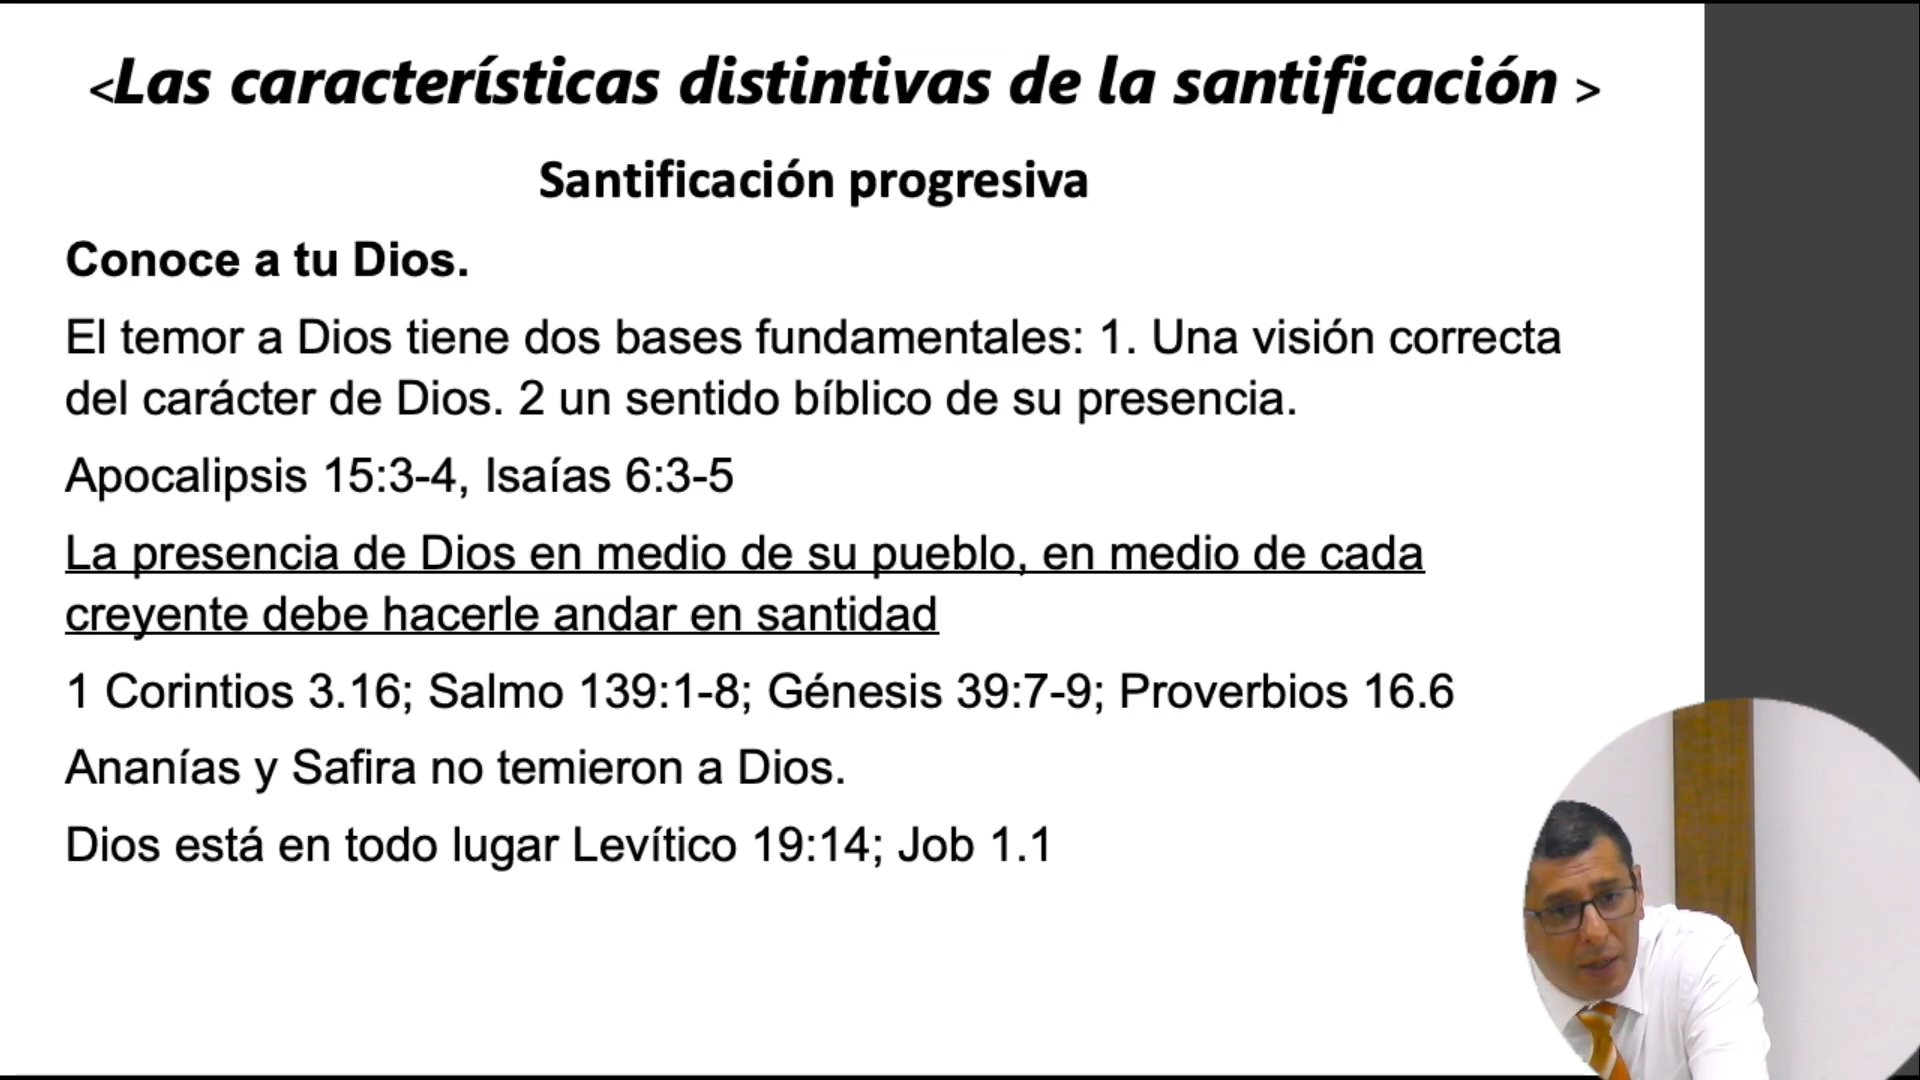 <Las características distintivas de la santificación >
Santificación progresiva
Conoce a tu Dios.
El temor a Dios tiene dos bases fundamentales: 1. Una visión correcta
del carácter de Dios. 2 un sentido bíblico de su presencia.
Apocalipsis 15:3-4, Isaías 6:3-5
La presencia de Dios en medio de su pueblo, en medio de cada
creyente debe hacerle andar en santidad
1 Corintios 3.16; Salmo 139:1-8; Génesis 39:7-9; Proverbios 16.6
Ananías y Safira no temieron a Dios.
Dios está en todo lugar Levítico 19:14; Job 1.1